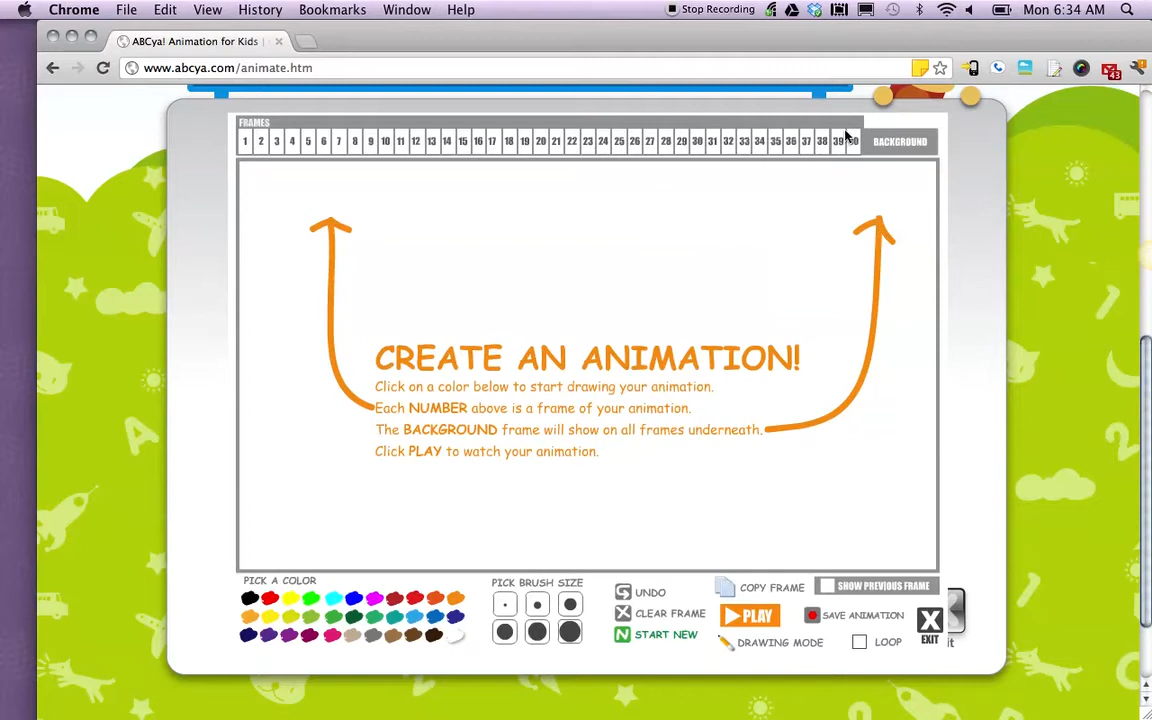 Chrome File Edit View History Bookmarks Window Help Stop Recording Mon 6:34 AM
ABCya! Animation for Kids
www.abcya.com/animate.htm 43
FRAMES
1 2 3 4 5 6 7 8 9 10 11 12 13 14 15 16 17 18 19 20 21 22 23 24 25 26 27 28 29 30 31 32 33 34 35 36 37 38 39 BACKGROUND
CREATE AN ANIMATION!
Click on a color below to start drawing your animation.
Each NUMBER above is a frame of your animation.
The BACKGROUND frame will show on all frames underneath.
Click PLAY to watch your animation.
PICK A COLOR PICK BRUSH SIZE
UNDO COPY FRAME SHOW PREVIOUS FRAME
CLEAR FRAME PLAY SAVE ANIMATION
START NEW DRAWING MODE LOOP EXIT